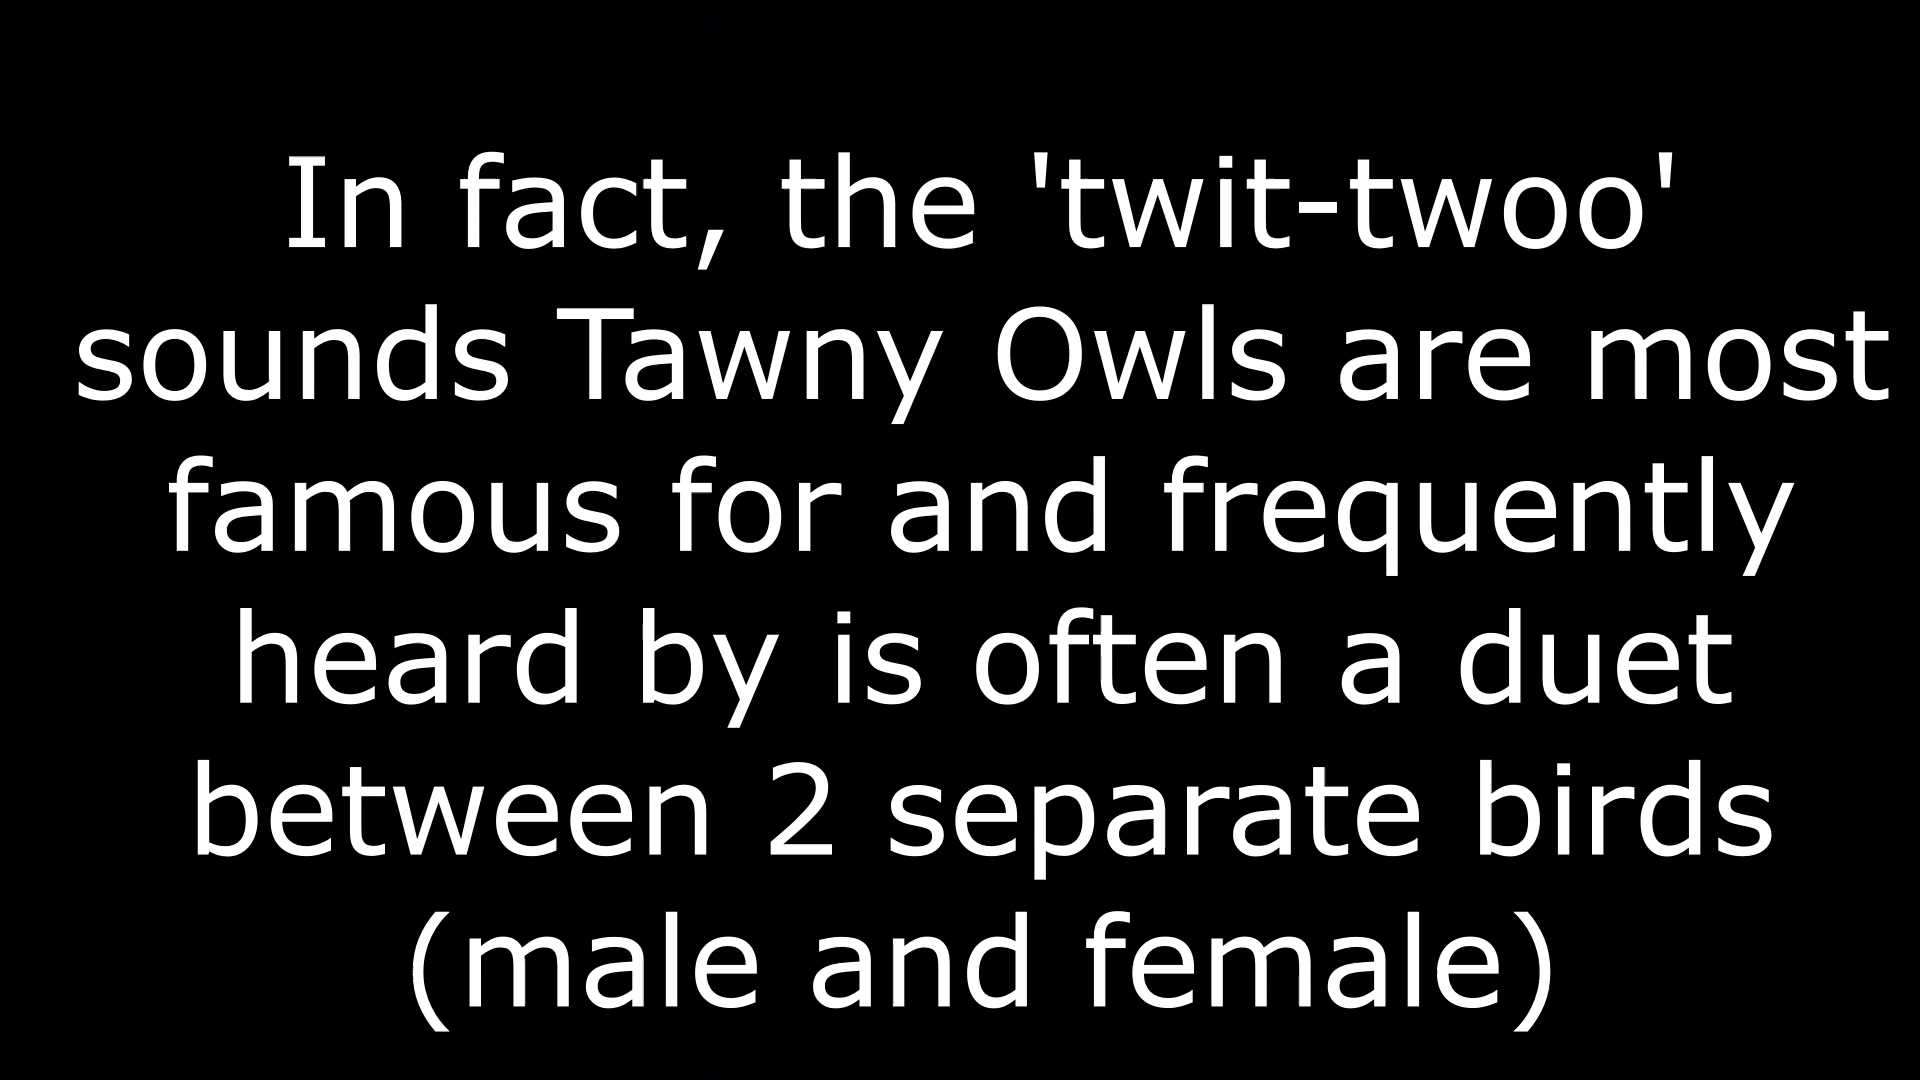 In fact, the 'twit-twoo'
sounds Tawny Owls are most
famous for and frequently
heard by is often a duet
between 2 separate birds
(male and female)